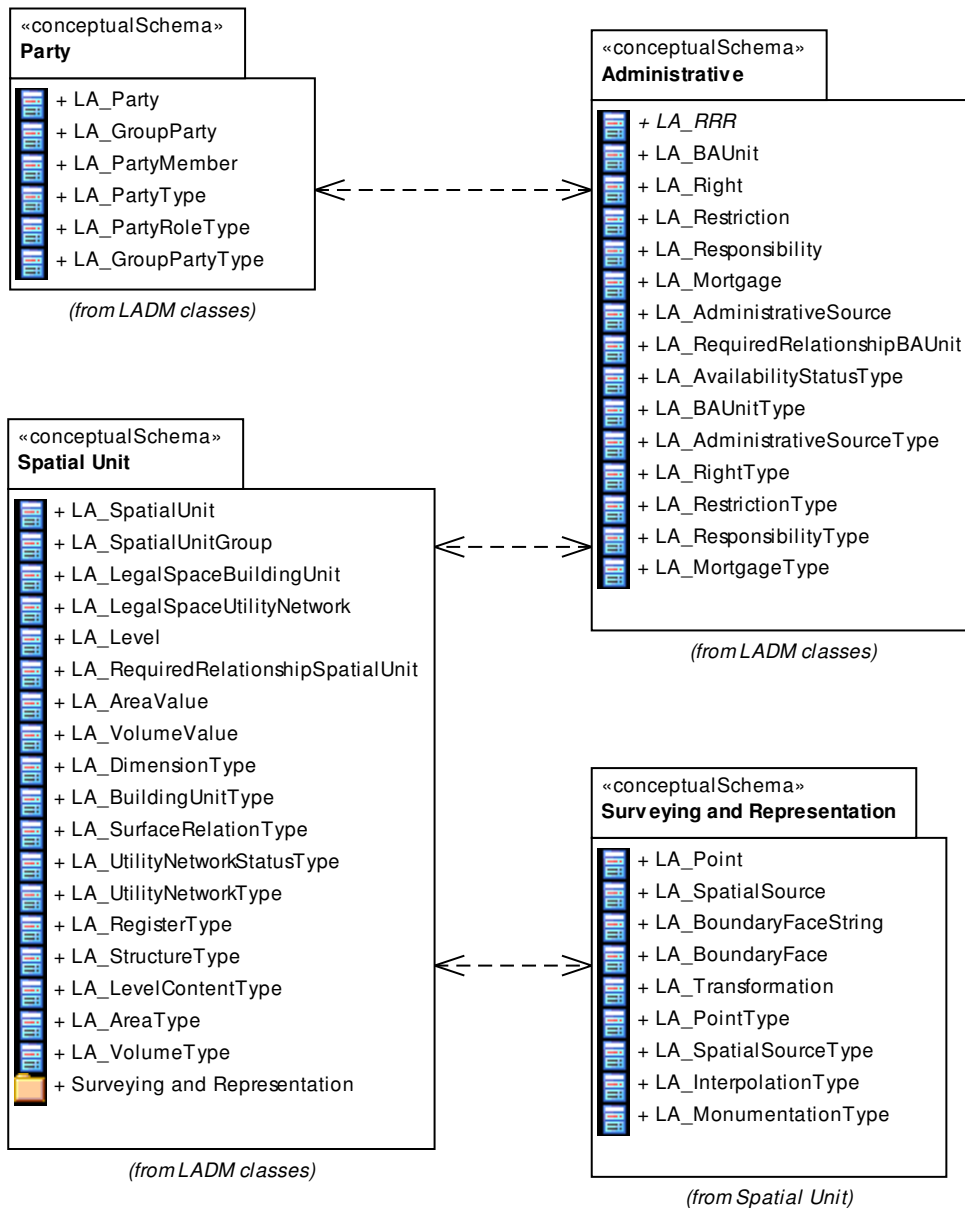 «conceptualSchema»
Party
+ LA_Party
+ LA_GroupParty
+ LA_PartyMember
+ LA_PartyType
+ LA_PartyRoleType
+ LA_GroupPartyType
(from LADM classes)
«conceptualSchema»
Administrative
+ LA_RRR
+ LA_BAUnit
+ LA_Right
+ LA_Restriction
+ LA_Responsibility
+ LA_Mortgage
+ LA_AdministrativeSource
+ LA_RequiredRelationshipBAUnit
+ LA_AvailabilityStatusType
+ LA_BAUnitType
+ LA_AdministrativeSourceType
+ LA_RightType
+ LA_RestrictionType
+ LA_ResponsibilityType
+ LA_MortgageType
(from LADM classes)
«conceptualSchema»
Spatial Unit
+ LA_SpatialUnit
+ LA_SpatialUnitGroup
+ LA_LegalSpaceBuildingUnit
+ LA_LegalSpaceUtilityNetwork
+ LA_Level
+ LA_RequiredRelationshipSpatialUnit
+ LA_AreaValue
+ LA_VolumeValue
+ LA_DimensionType
+ LA_BuildingUnitType
+ LA_SurfaceRelationType
+ LA_UtilityNetworkStatusType
+ LA_UtilityNetworkType
+ LA_RegisterType
+ LA_StructureType
+ LA_LevelContentType
+ LA_AreaType
+ LA_VolumeType
+ Surveying and Representation
(from LADM classes)
«conceptualSchema»
Surveying and Representation
+ LA_Point
+ LA_SpatialSource
+ LA_BoundaryFaceString
+ LA_BoundaryFace
+ LA_Transformation
+ LA_PointType
+ LA_SpatialSourceType
+ LA_InterpolationType
+ LA_MonumentationType
(from Spatial Unit)